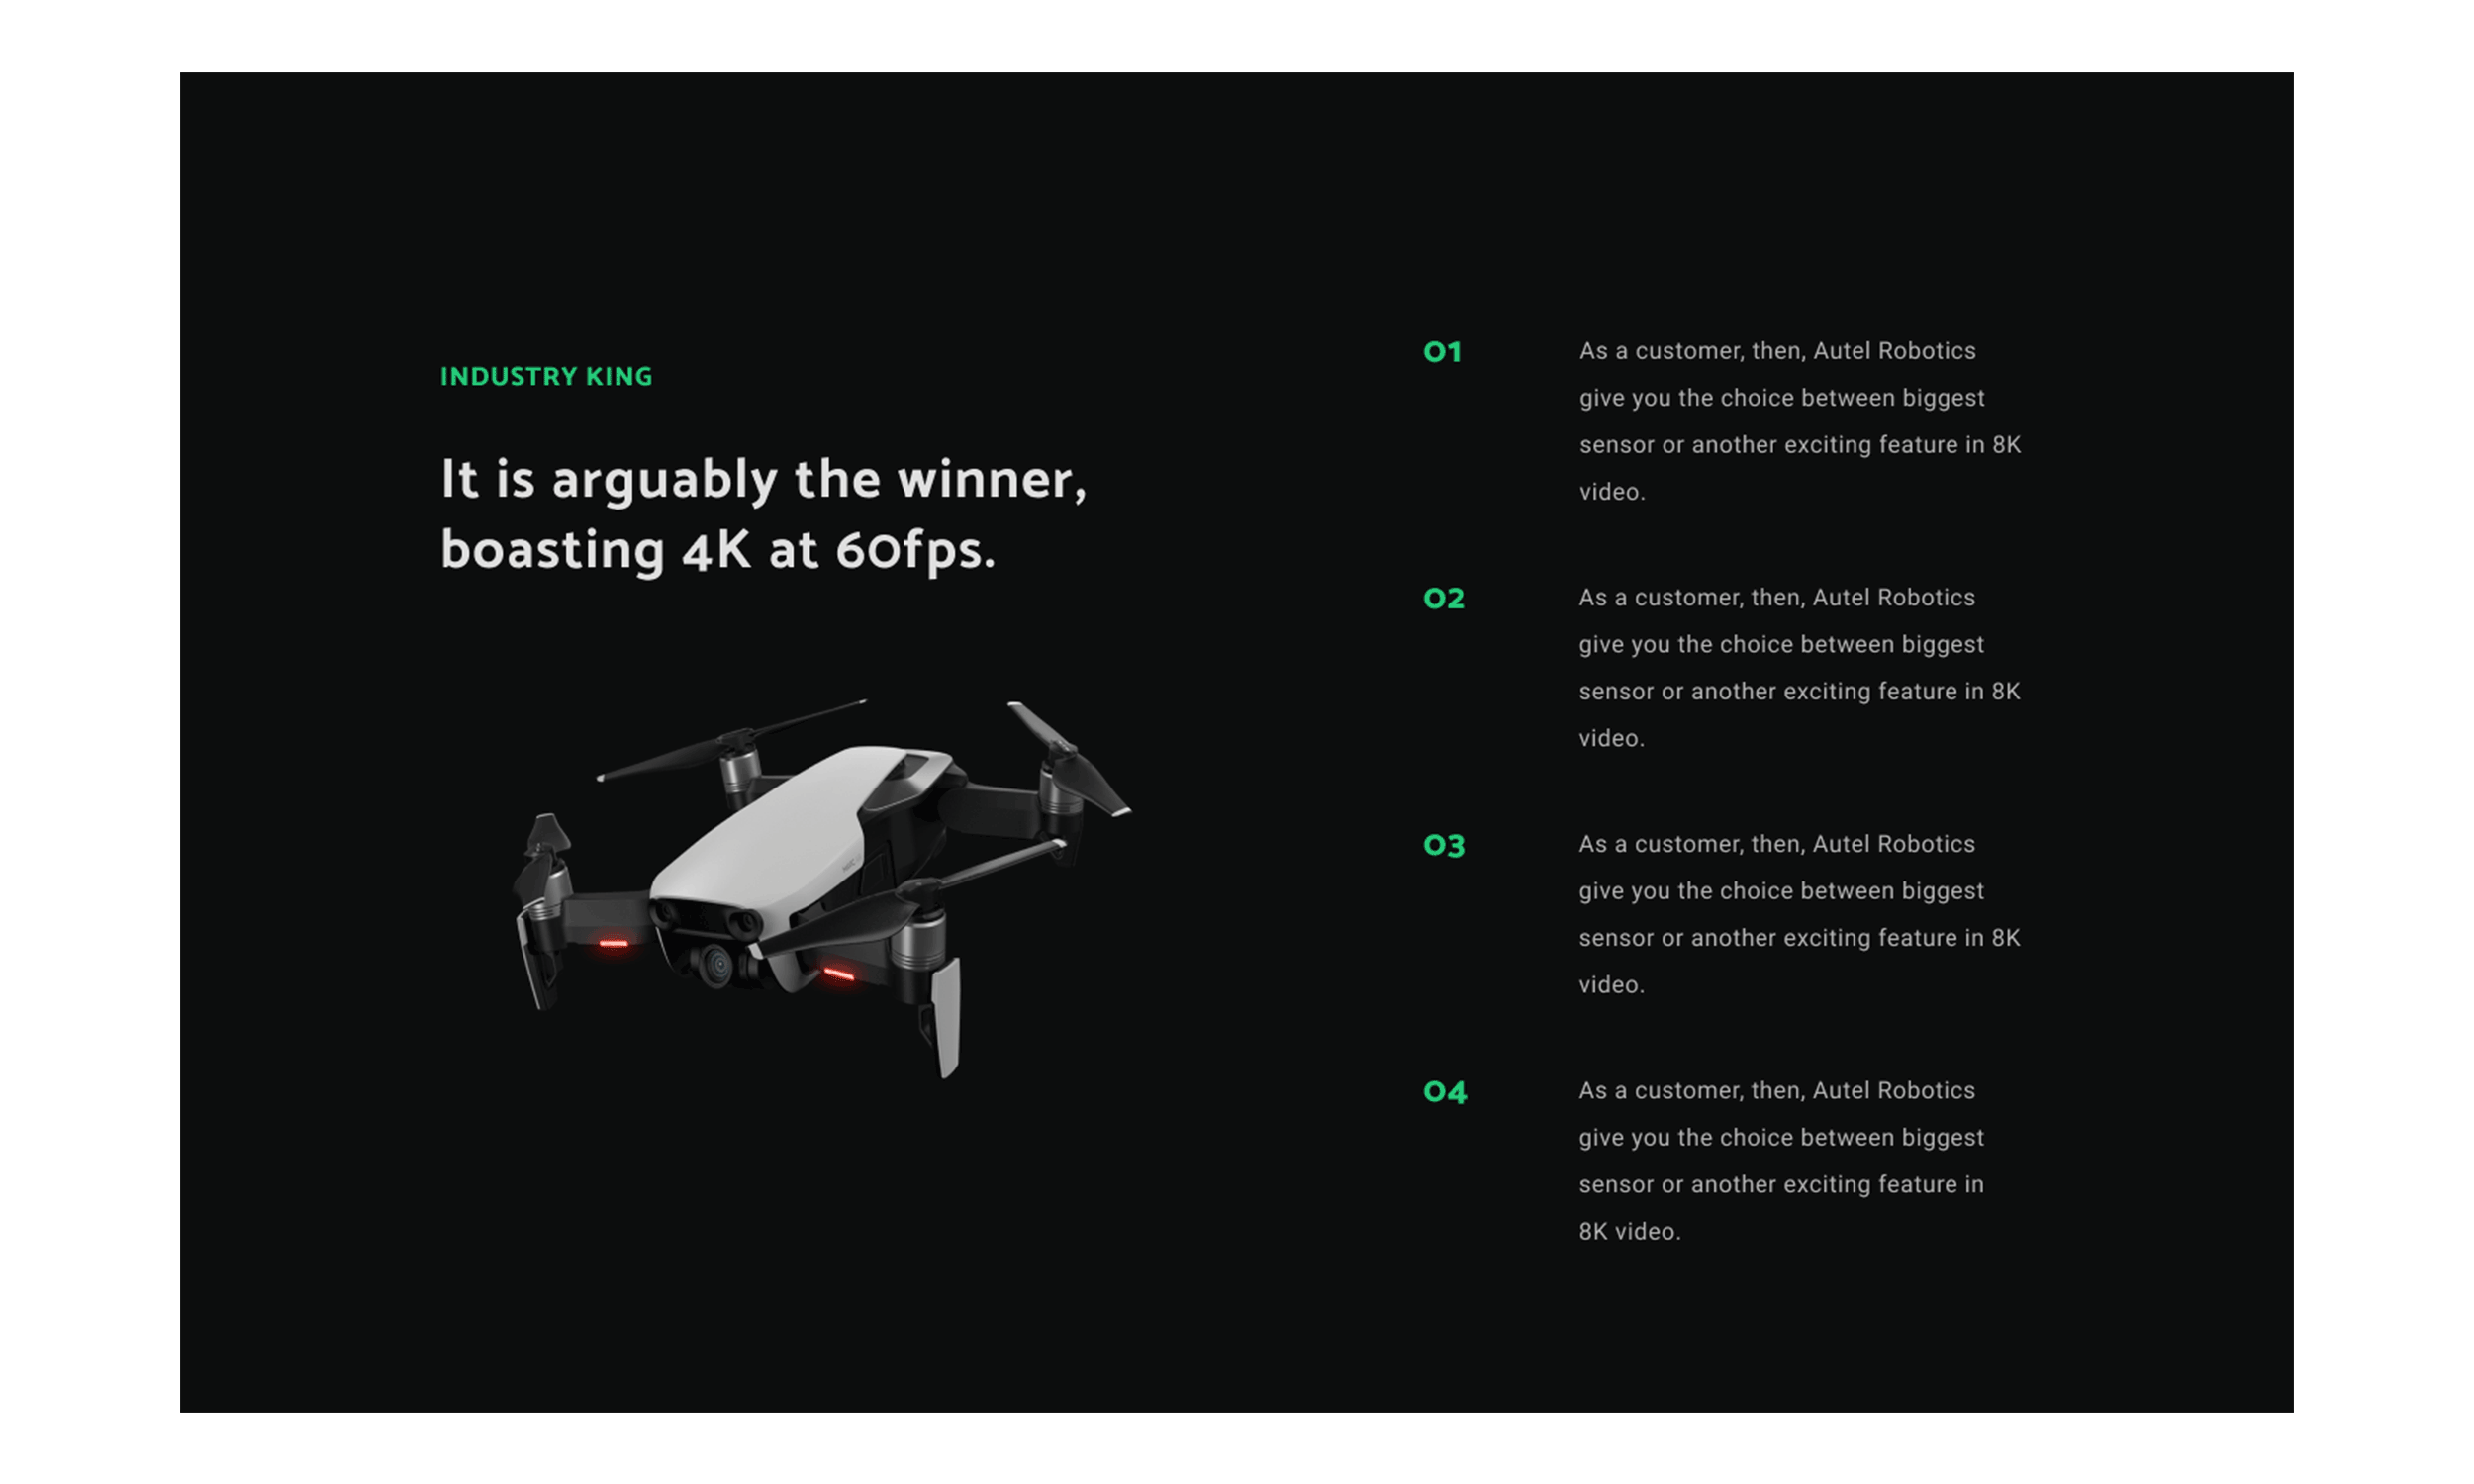 INDUSTRY KING
It is arguably the winner,
boasting 4K at 60fps.
01
As a customer, then, Autel Robotics
give you the choice between biggest
sensor or another exciting feature in 8K
video.
02
As a customer, then, Autel Robotics
give you the choice between biggest
sensor or another exciting feature in 8K
video.
03
As a customer, then, Autel Robotics
give you the choice between biggest
sensor or another exciting feature in 8K
video.
04
As a customer, then, Autel Robotics
give you the choice between biggest
sensor or another exciting feature in
8K video.